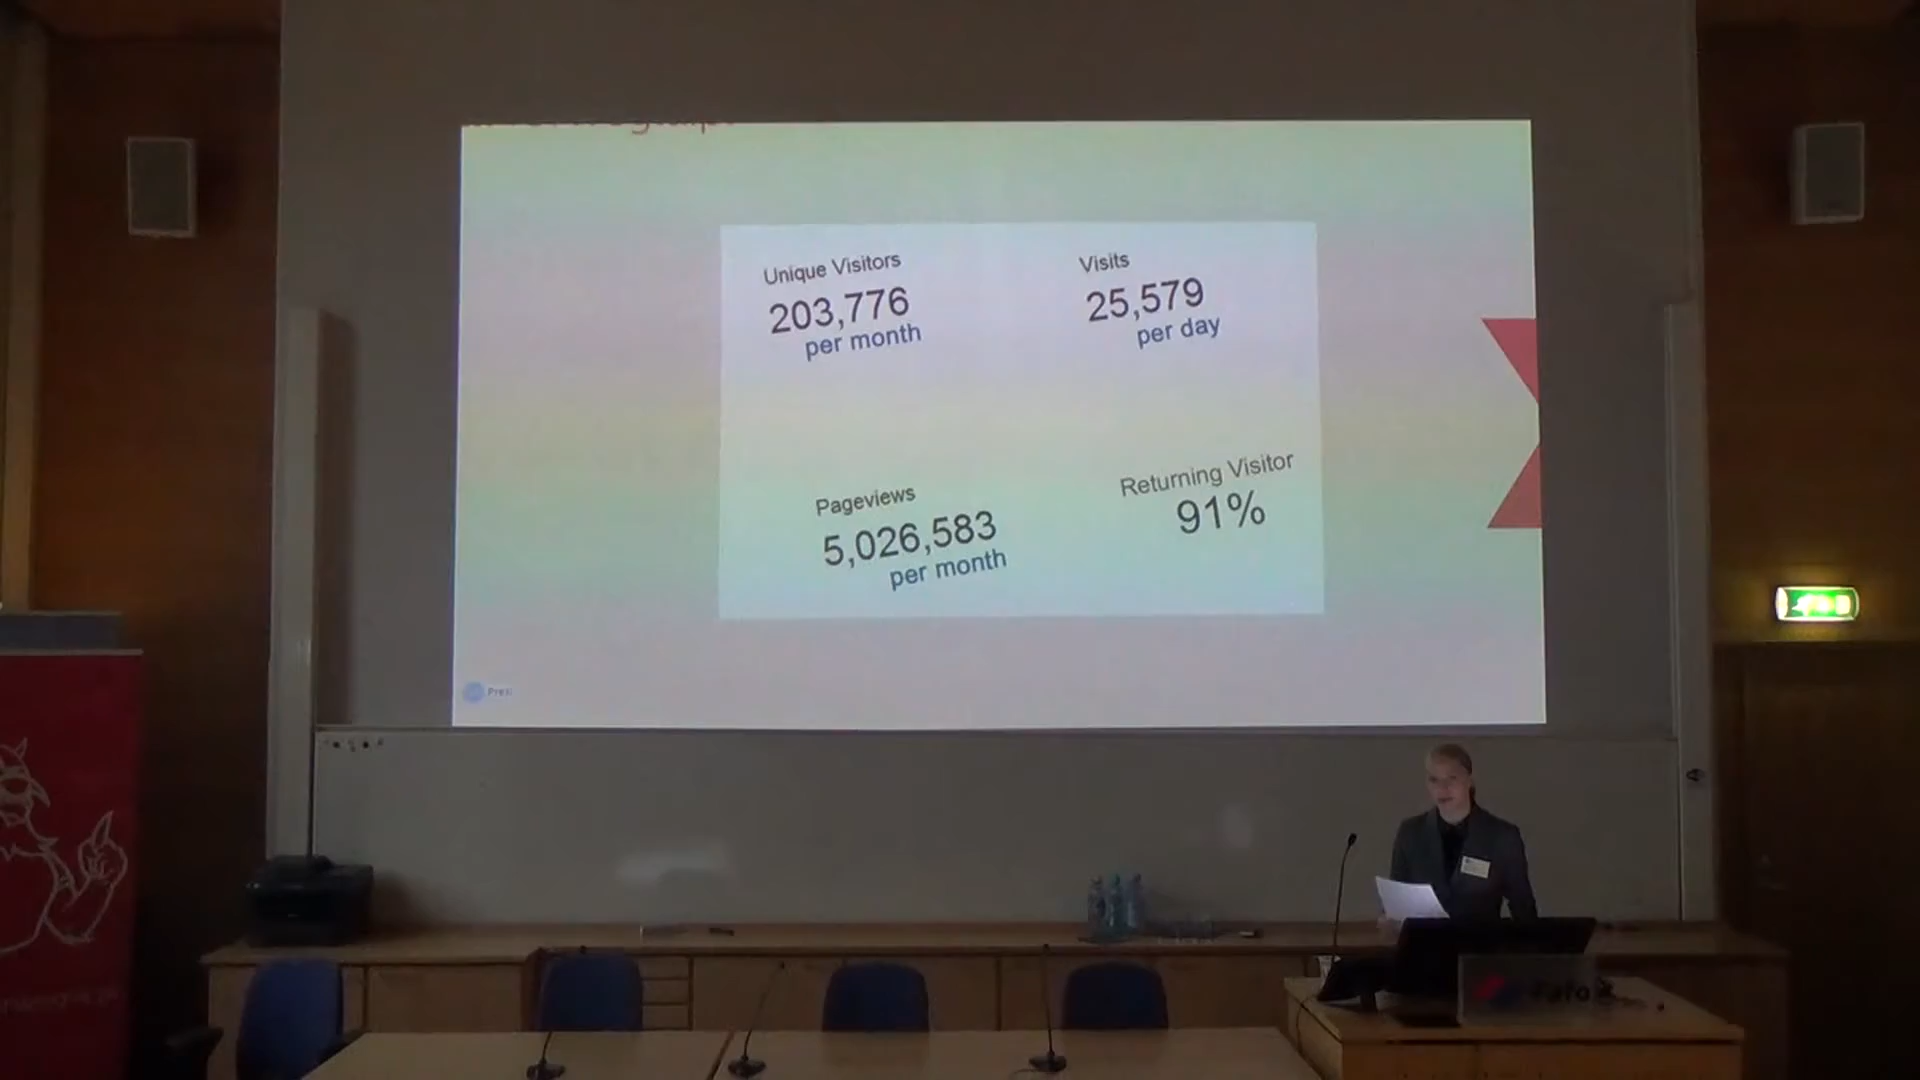 Unique Visitors
203,776
per month
Visits
25,579
per day
Pageviews
5,026,583
per month
Returning Visitor
91%
Prezi
Fafo